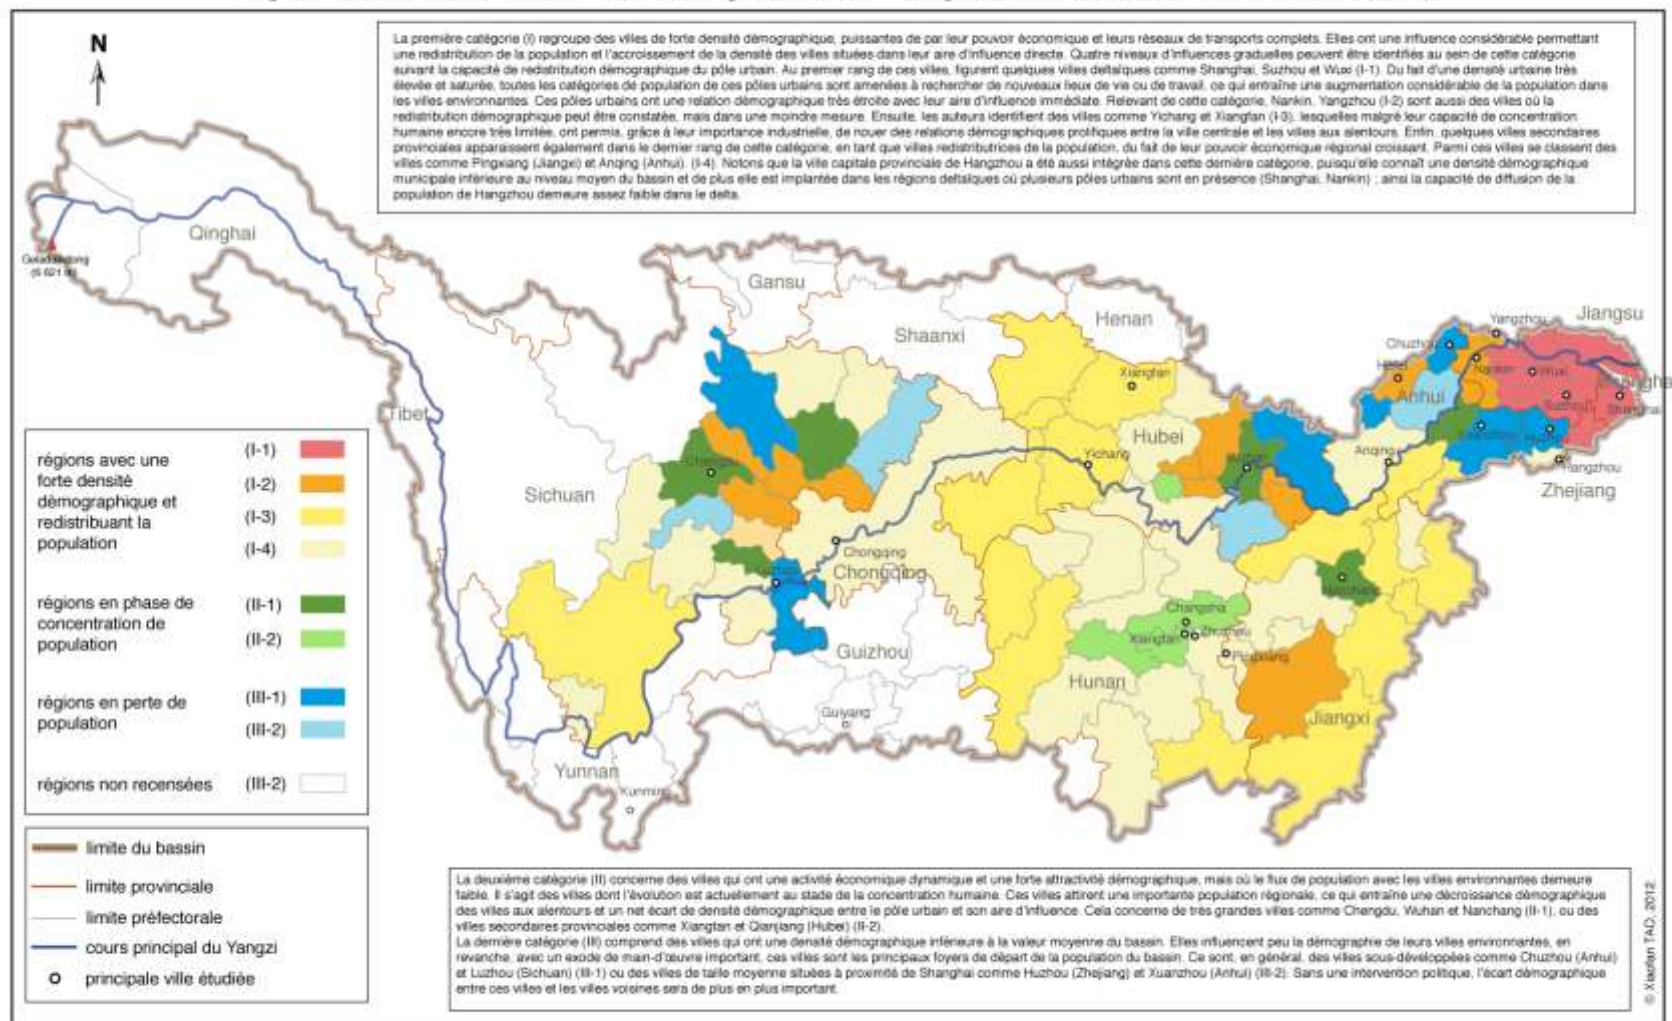 La première catégorie (I) regroupe des villes de forte densité démographique, puissantes de par leur pouvoir économique et leurs réseaux de transports complets. Elles ont une influence considérable permettant
une redistribution de la population et l'accroissement de la densité des villes situées dans leur aire d'influence directe. Quatre niveaux d'influences graduelles peuvent être identifiés au sein de cette catégorie
suivant la capacité de redistribution démographique du pôle urbain. Au premier rang de ces villes, figurent quelques villes deltaïques comme Shanghai, Suzhou et Wuxi (I-1). Du fait d'une densité urbaine très
élevée et saturée, toutes les catégories de population de ces pôles urbains sont amenées à rechercher de nouveaux lieux de vie ou de travail, ce qui entraîne une augmentation considérable de la population dans
les villes environnantes. Ces pôles urbains ont une relation démographique très étroite avec leur aire d'influence immédiate. Relevant de cette catégorie, Nankin, Yangzhou (I-2) sont aussi des villes où la
redistribution démographique peut être constatée, mais dans une moindre mesure. Ensuite, les auteurs identifient des villes comme Yichang et Xiangfan (I-3), lesquelles malgré leur capacité de concentration
humaine encore très limitée, ont permis, grâce à leur importance industrielle, de nouer des relations démographiques prolifiques entre la ville centrale et les villes aux alentours. Enfin, quelques villes secondaires
provinciales apparaissent également dans le dernier rang de cette catégorie, en tant que villes redistributrices de la population, du fait de leur pouvoir économique régional croissant. Parmi ces villes se classent des
villes comme Pingxiang (Jiangxi) et Anqing (Anhui). (I-4). Notons que la ville capitale provinciale de Hangzhou a été aussi intégrée dans cette dernière catégorie, puisqu'elle connaît une densité démographique
municipale inférieure au niveau moyen du bassin et de plus elle est implantée dans les régions deltaïques où plusieurs pôles urbains sont en présence (Shanghai, Nankin) ; ainsi la capacité de diffusion de la
population de Hangzhou demeure assez faible dans le delta.
N
Qinghai
(6 621 m)
Gansu
Shaanxi
Henan
Jiangsu
Yangzhou
Chuzhou
Hefei
Nankin
Wuxi
Suzhou
Shanghai
Anhui
Xiangfan
Tibet
Hubei
Yichang
Wuhan
Anqing
Huzhou
Hangzhou
Zhejiang
Chengdu
Sichuan
Chongqing
Chongqing
Luzhou
Nanchang
Changsha
Xiangtan
Zhuzhou
Pingxiang
Guizhou
Hunan
Jiangxi
Guiyang
Yunnan
Kunming
régions avec une
forte densité
démographique et
redistribuant la
population
(I-1)
(I-2)
(I-3)
(I-4)
régions en phase de
concentration de
population
(II-1)
(II-2)
régions en perte de
population
(III-1)
(III-2)
régions non recensées (III-2)
limite du bassin
limite provinciale
limite préfectorale
cours principal du Yangzi
principale ville étudiée
La deuxième catégorie (II) concerne des villes qui ont une activité économique dynamique et une forte attractivité démographique, mais où le flux de population avec les villes environnantes demeure
faible. Il s'agit des villes dont l'évolution est actuellement au stade de la concentration humaine. Ces villes attirent une importante population régionale, ce qui entraîne une décroissance démographique
des villes aux alentours et un net écart de densité démographique entre le pôle urbain et son aire d'influence. Cela concerne de très grandes villes comme Chengdu, Wuhan et Nanchang (II-1), ou des
villes secondaires provinciales comme Xiangtan et Qianjiang (Hubei) (II-2).
La dernière catégorie (III) comprend des villes qui ont une densité démographique inférieure à la valeur moyenne du bassin. Elles influencent peu la démographie de leurs villes environnantes, en
revanche, avec un exode de main-d'œuvre important, ces villes sont les principaux foyers de départ de la population du bassin. Ce sont, en général, des villes sous-développées comme Chuzhou (Anhui)
et Luzhou (Sichuan) (III-1) ou des villes de taille moyenne situées à proximité de Shanghai comme Huzhou (Zhejiang) et Xuanzhou (Anhui) (III-2). Sans une intervention politique, l'écart démographique
entre ces villes et les villes voisines sera de plus en plus important.
© Xiaofan TAO, 2012.